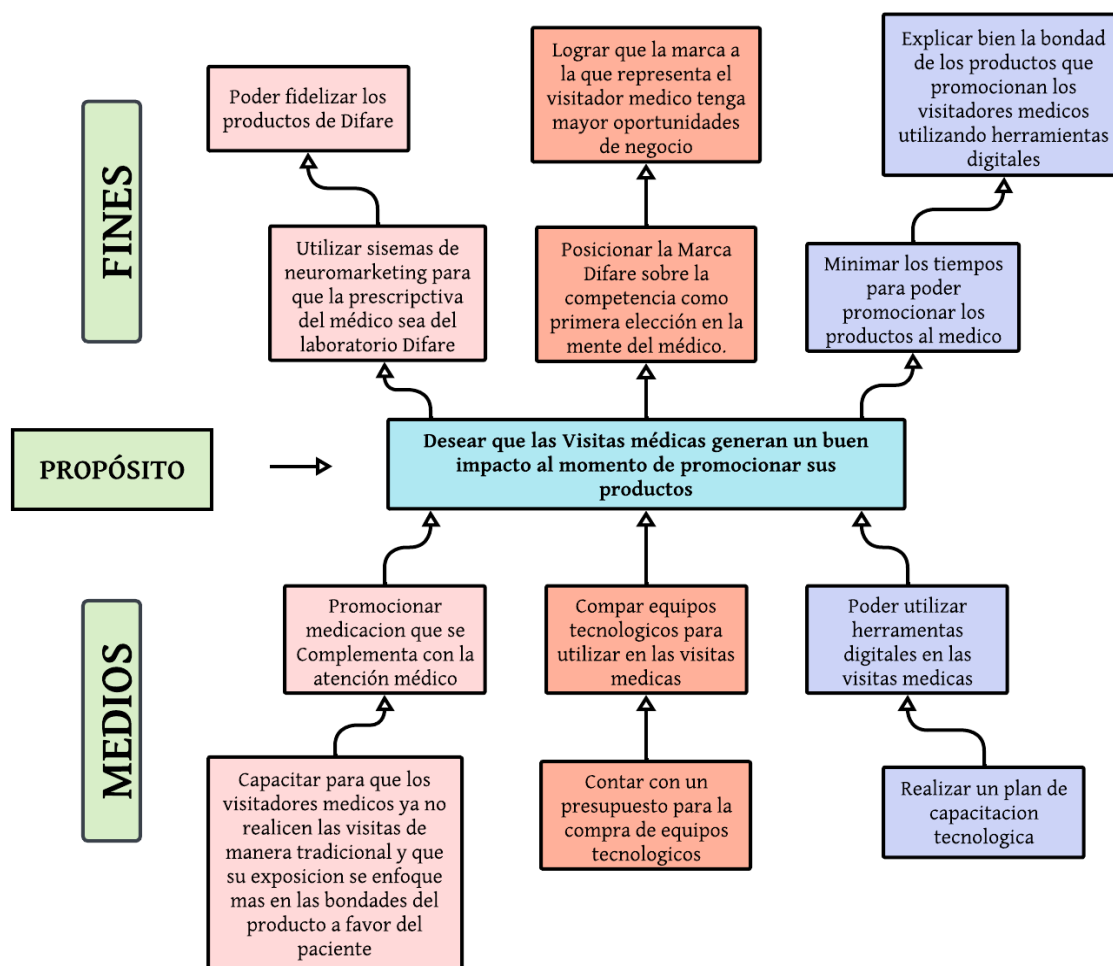 FINES
Poder fidelizar los
productos de Difare
Lograr que la marca a
la que representa el
visitador medico tenga
mayor oportunidades
de negocio
Explicar bien la bondad
de los productos que
promocionan los
visitadores medicos
utilizando herramientas
digitales
Utilizar sisemas de
neuromarketing para
que la prescripctiva
del médico sea del
laboratorio Difare
Posicionar la Marca
Difare sobre la
competencia como
primera elección en la
mente del médico.
Minimar los tiempos
para poder
promocionar los
productos al medico
PROPÓSITO
Desear que las Visitas médicas generan un buen
impacto al momento de promocionar sus
productos
MEDIOS
Promocionar
medicacion que se
Complementa con la
atención médico
Compar equipos
tecnologicos para
utilizar en las visitas
medicas
Poder utilizar
herramentas
digitales en las
visitas medicas
Capacitar para que los
visitadores medicos ya no
realicen las visitas de
manera tradicional y que
su exposicion se enfoque
mas en las bondades del
producto a favor del
paciente
Contar con un
presupuesto para la
compra de equipos
tecnologicos
Realizar un plan de
capacitacion
tecnologica